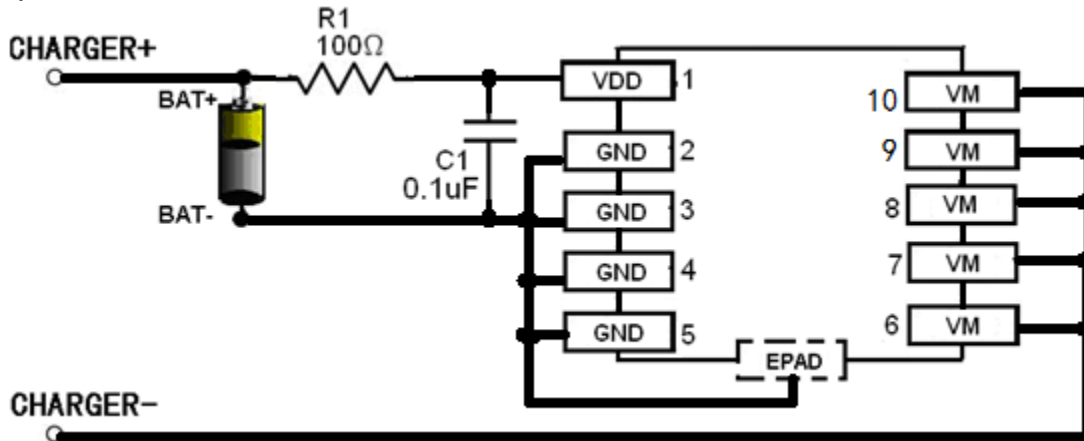 R1
100Ω
CHARGER+
BAT+
C1
0.1uF
BAT-
VDD 1
GND 2
GND 3
GND 4
GND 5
EPAD
10 VM
9 VM
8 VM
7 VM
6 VM
CHARGER-